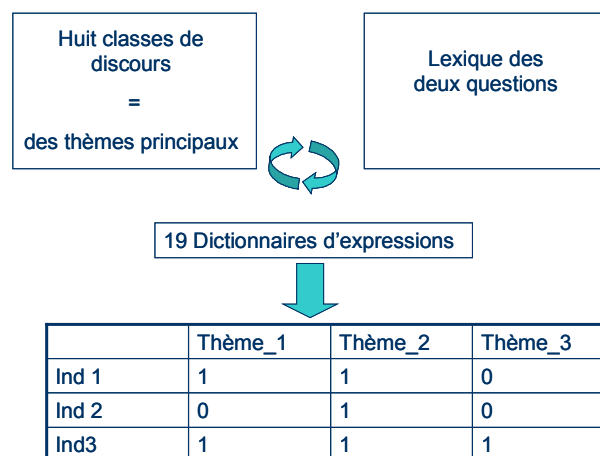 Huit classes de
discours
=
des thèmes principaux
Lexique des
deux questions
19 Dictionnaires d'expressions
Thème_1 Thème_2 Thème_3
Ind 1 1 1 0
Ind 2 0 1 0
Ind3 1 1 1